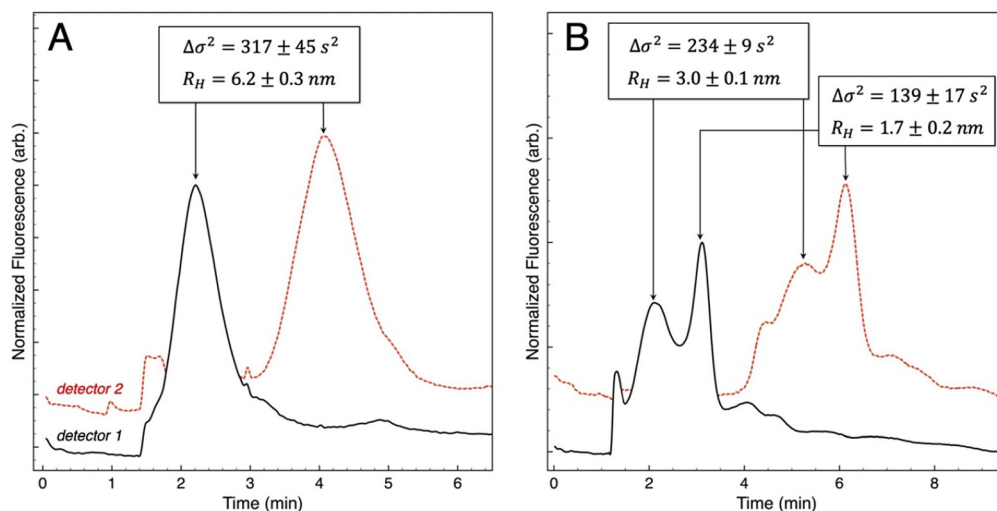 A
Δσ² = 317 ± 45 s²
R_H = 6.2 ± 0.3 nm
Normalized Fluorescence (arb.)
detector 2
detector 1
0 1 2 3 4 5 6
Time (min)
B
Δσ² = 234 ± 9 s²
R_H = 3.0 ± 0.1 nm
Δσ² = 139 ± 17 s²
R_H = 1.7 ± 0.2 nm
Normalized Fluorescence (arb.)
0 2 4 6 8
Time (min)